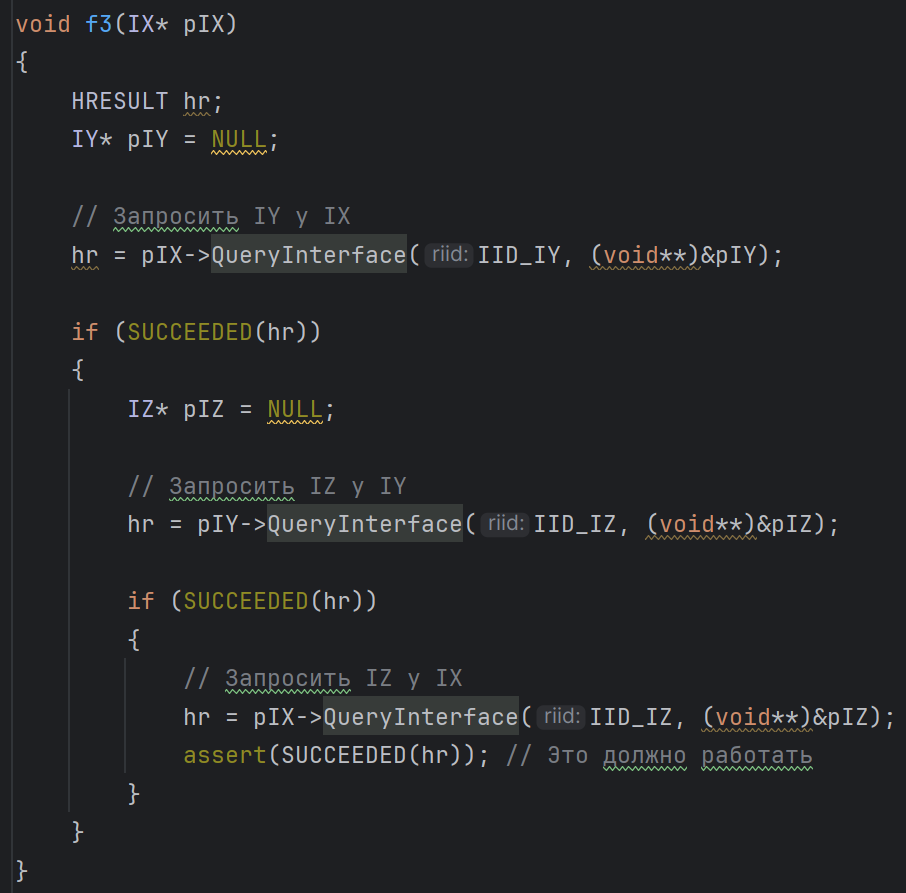 void f3(IX* pIX)
{
    HRESULT hr;
    IY* pIY = NULL;

    // Запросить IY у IX
    hr = pIX->QueryInterface( riid: IID_IY, (void**)&pIY);

    if (SUCCEEDED(hr))
    {
        IZ* pIZ = NULL;

        // Запросить IZ у IY
        hr = pIY->QueryInterface( riid: IID_IZ, (void**)&pIZ);

        if (SUCCEEDED(hr))
        {
            // Запросить IZ у IX
            hr = pIX->QueryInterface( riid: IID_IZ, (void**)&pIZ);
            assert(SUCCEEDED(hr)); // Это должно работать
        }
    }
}